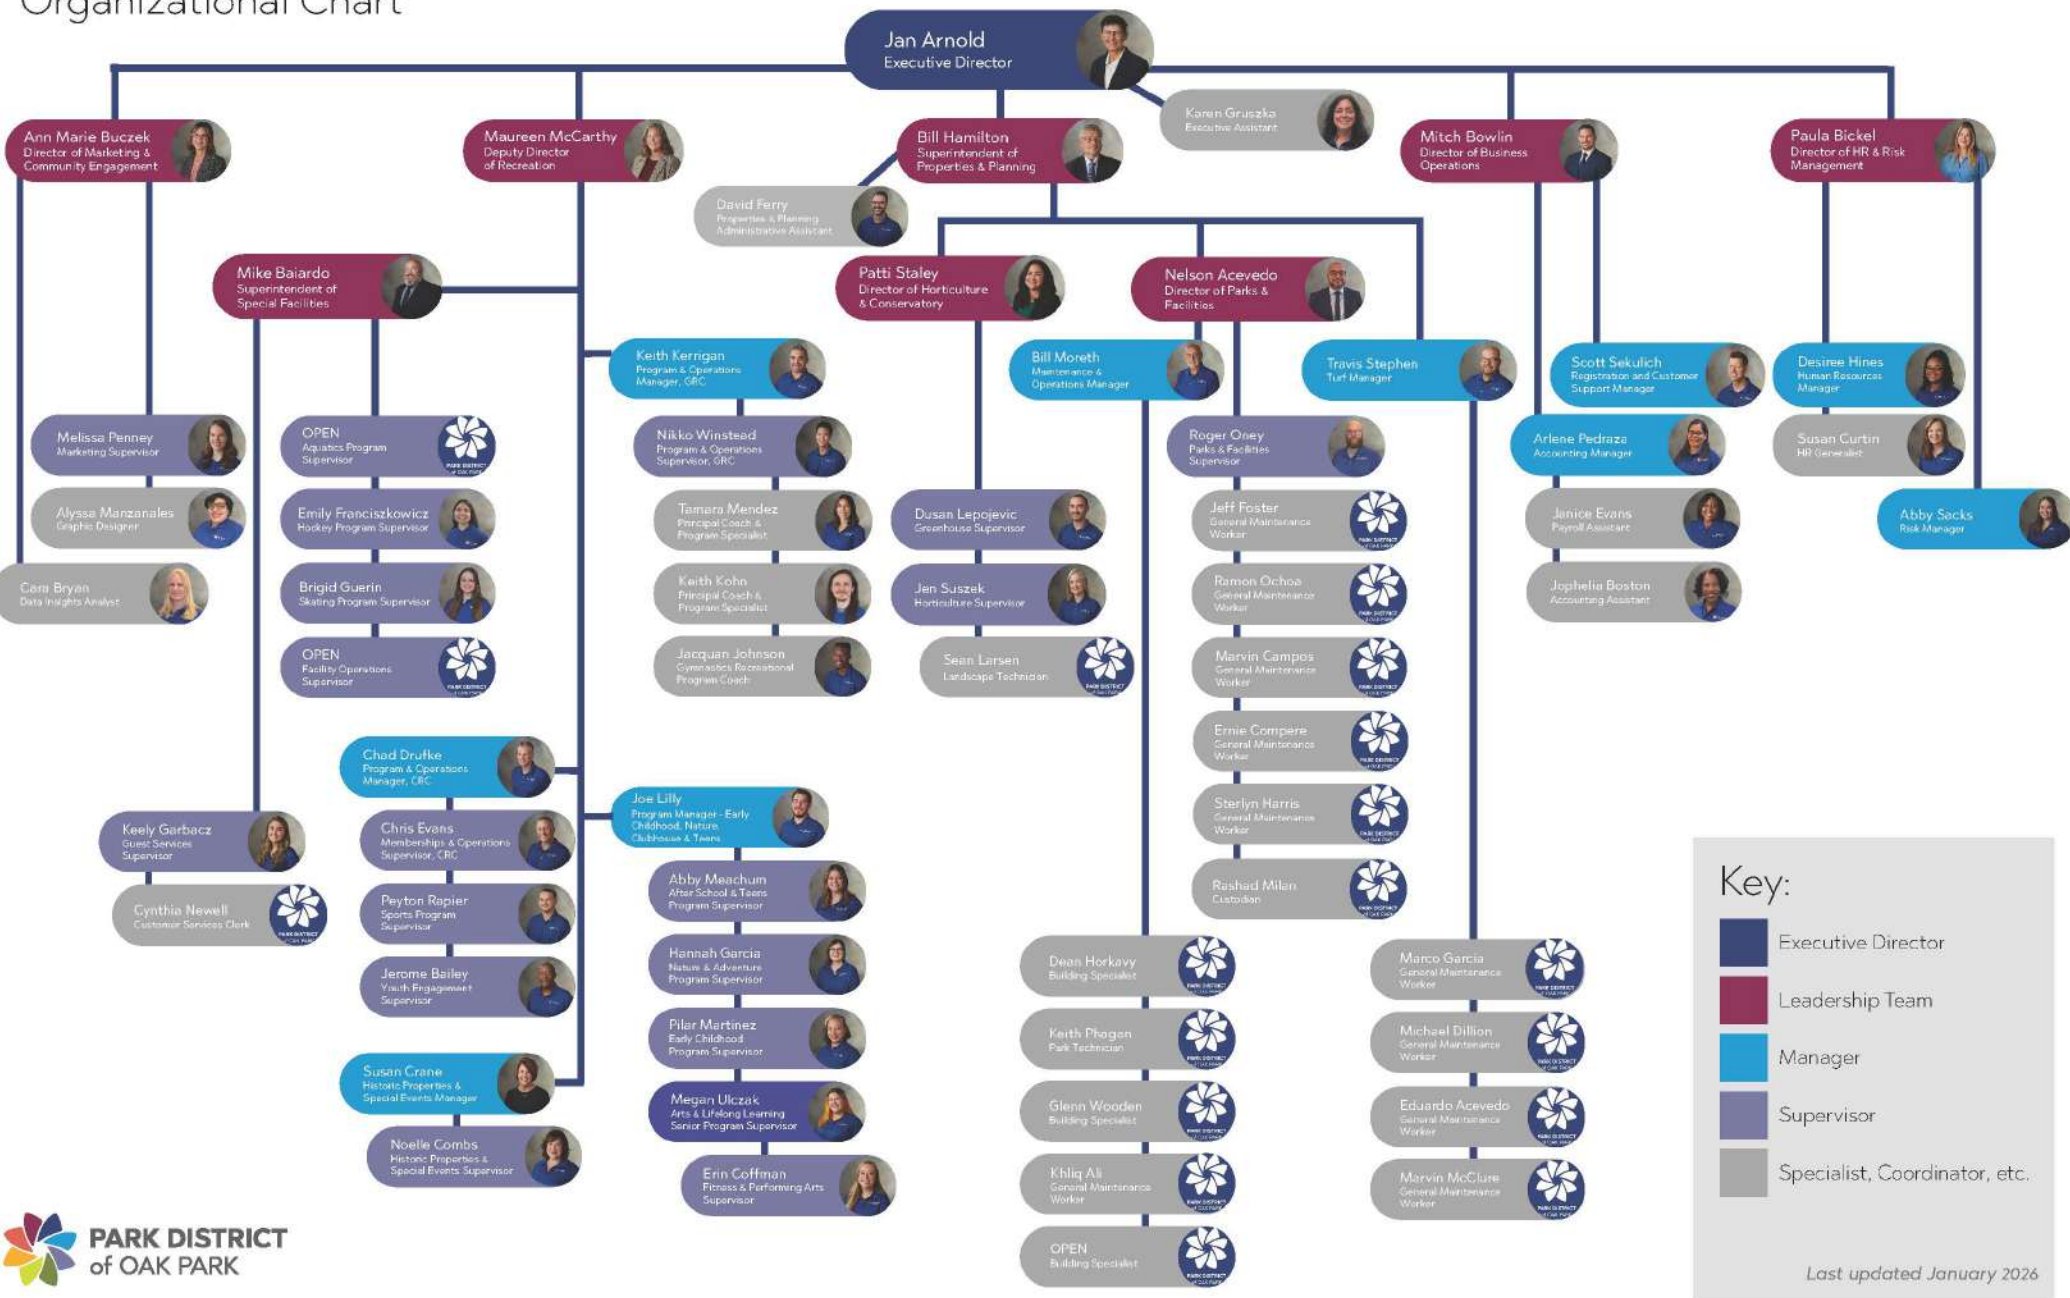 Organizational Chart
Jan Arnold
Executive Director
Karen Gruszka
Executive Assistant
Ann Marie Buczek
Director of Marketing &
Community Engagement
Maureen McCarthy
Deputy Director
of Recreation
Bill Hamilton
Superintendent of
Properties & Planning
Mitch Bowlin
Director of Business
Operations
Paula Bickel
Director of HR & Risk
Management
David Ferry
Properties & Planning
Administrative Assistant
Mike Baiardo
Superintendent of
Special Facilities
Patti Staley
Director of Horticulture
& Conservatory
Nelson Acevedo
Director of Parks &
Facilities
Keith Kerrigan
Program & Operations
Manager, GRC
Bill Moreth
Maintenance &
Operations Manager
Travis Stephen
Turf Manager
Scott Sekulich
Registration and Customer
Support Manager
Desiree Hines
Human Resources
Manager
Melissa Penney
Marketing Supervisor
OPEN
Aquatics Program
Supervisor
Nikko Winstead
Program & Operations
Supervisor, GRC
Roger Oney
Parks & Facilities
Supervisor
Arlene Pedraza
Accounting Manager
Susan Curtin
HR Generalist
Alyssa Manzanales
Graphic Designer
Emily Franciszkowicz
Hockey Program Supervisor
Tamara Mendez
Principal Coach &
Program Specialist
Dusan Lepojevic
Greenhouse Supervisor
Jeff Foster
General Maintenance
Worker
Janice Evans
Payroll Assistant
Abby Sacks
Risk Manager
Cara Bryan
Data Insights Analyst
Brigid Guerin
Skating Program Supervisor
Keith Kohn
Principal Coach &
Program Specialist
Jen Suszek
Horticulture Supervisor
Ramon Ochoa
General Maintenance
Worker
Jophelia Boston
Accounting Assistant
OPEN
Facility Operations
Supervisor
Jacquan Johnson
Gymnastics Recreational
Program Coach
Sean Larsen
Landscape Technician
Marvin Campos
General Maintenance
Worker
Ernie Compere
General Maintenance
Worker
Sterlyn Harris
General Maintenance
Worker
Rashad Milan
Custodian
Chad Drufke
Program & Operations
Manager, CRC
Joe Lilly
Program Manager - Early
Childhood, Nature,
Clubhouse & Teens
Keely Garbacz
Guest Services
Supervisor
Chris Evans
Memberships & Operations
Supervisor, CRC
Abby Meachum
After School & Teens
Program Supervisor
Cynthia Newell
Customer Services Clerk
Peyton Rapier
Sports Program
Supervisor
Hannah Garcia
Nature & Adventure
Program Supervisor
Jerome Bailey
Youth Engagement
Supervisor
Pilar Martinez
Early Childhood
Program Supervisor
Susan Crane
Historic Properties &
Special Events Manager
Megan Ulczak
Arts & Lifelong Learning
Senior Program Supervisor
Noelle Combs
Historic Properties &
Special Events Supervisor
Erin Coffman
Fitness & Performing Arts
Supervisor
Dean Horkavy
Building Specialist
Keith Phagan
Park Technician
Glenn Wooden
Building Specialist
Khliq Ali
General Maintenance
Worker
OPEN
Building Specialist
Marco Garcia
General Maintenance
Worker
Michael Dillion
General Maintenance
Worker
Eduardo Acevedo
General Maintenance
Worker
Marvin McClure
General Maintenance
Worker
Key:
Executive Director
Leadership Team
Manager
Supervisor
Specialist, Coordinator, etc.
Last updated January 2026
PARK DISTRICT
of OAK PARK